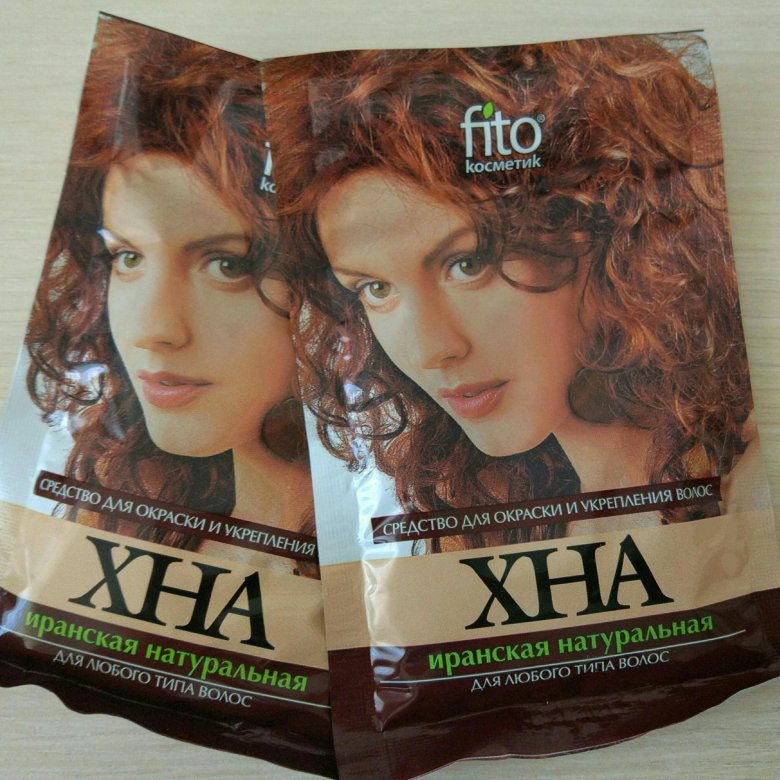 fito®
косметик
СРЕДСТВО ДЛЯ ОКРАСКИ И УКРЕПЛЕНИЯ
ХНА
иранская натуральная
ДЛЯ ЛЮБОГО ТИПА ВОЛОС
СРЕДСТВО ДЛЯ ОКРАСКИ И УКРЕПЛЕНИЯ ВОЛОС
ХНА
иранская натуральная
ДЛЯ ЛЮБОГО ТИПА ВОЛОС